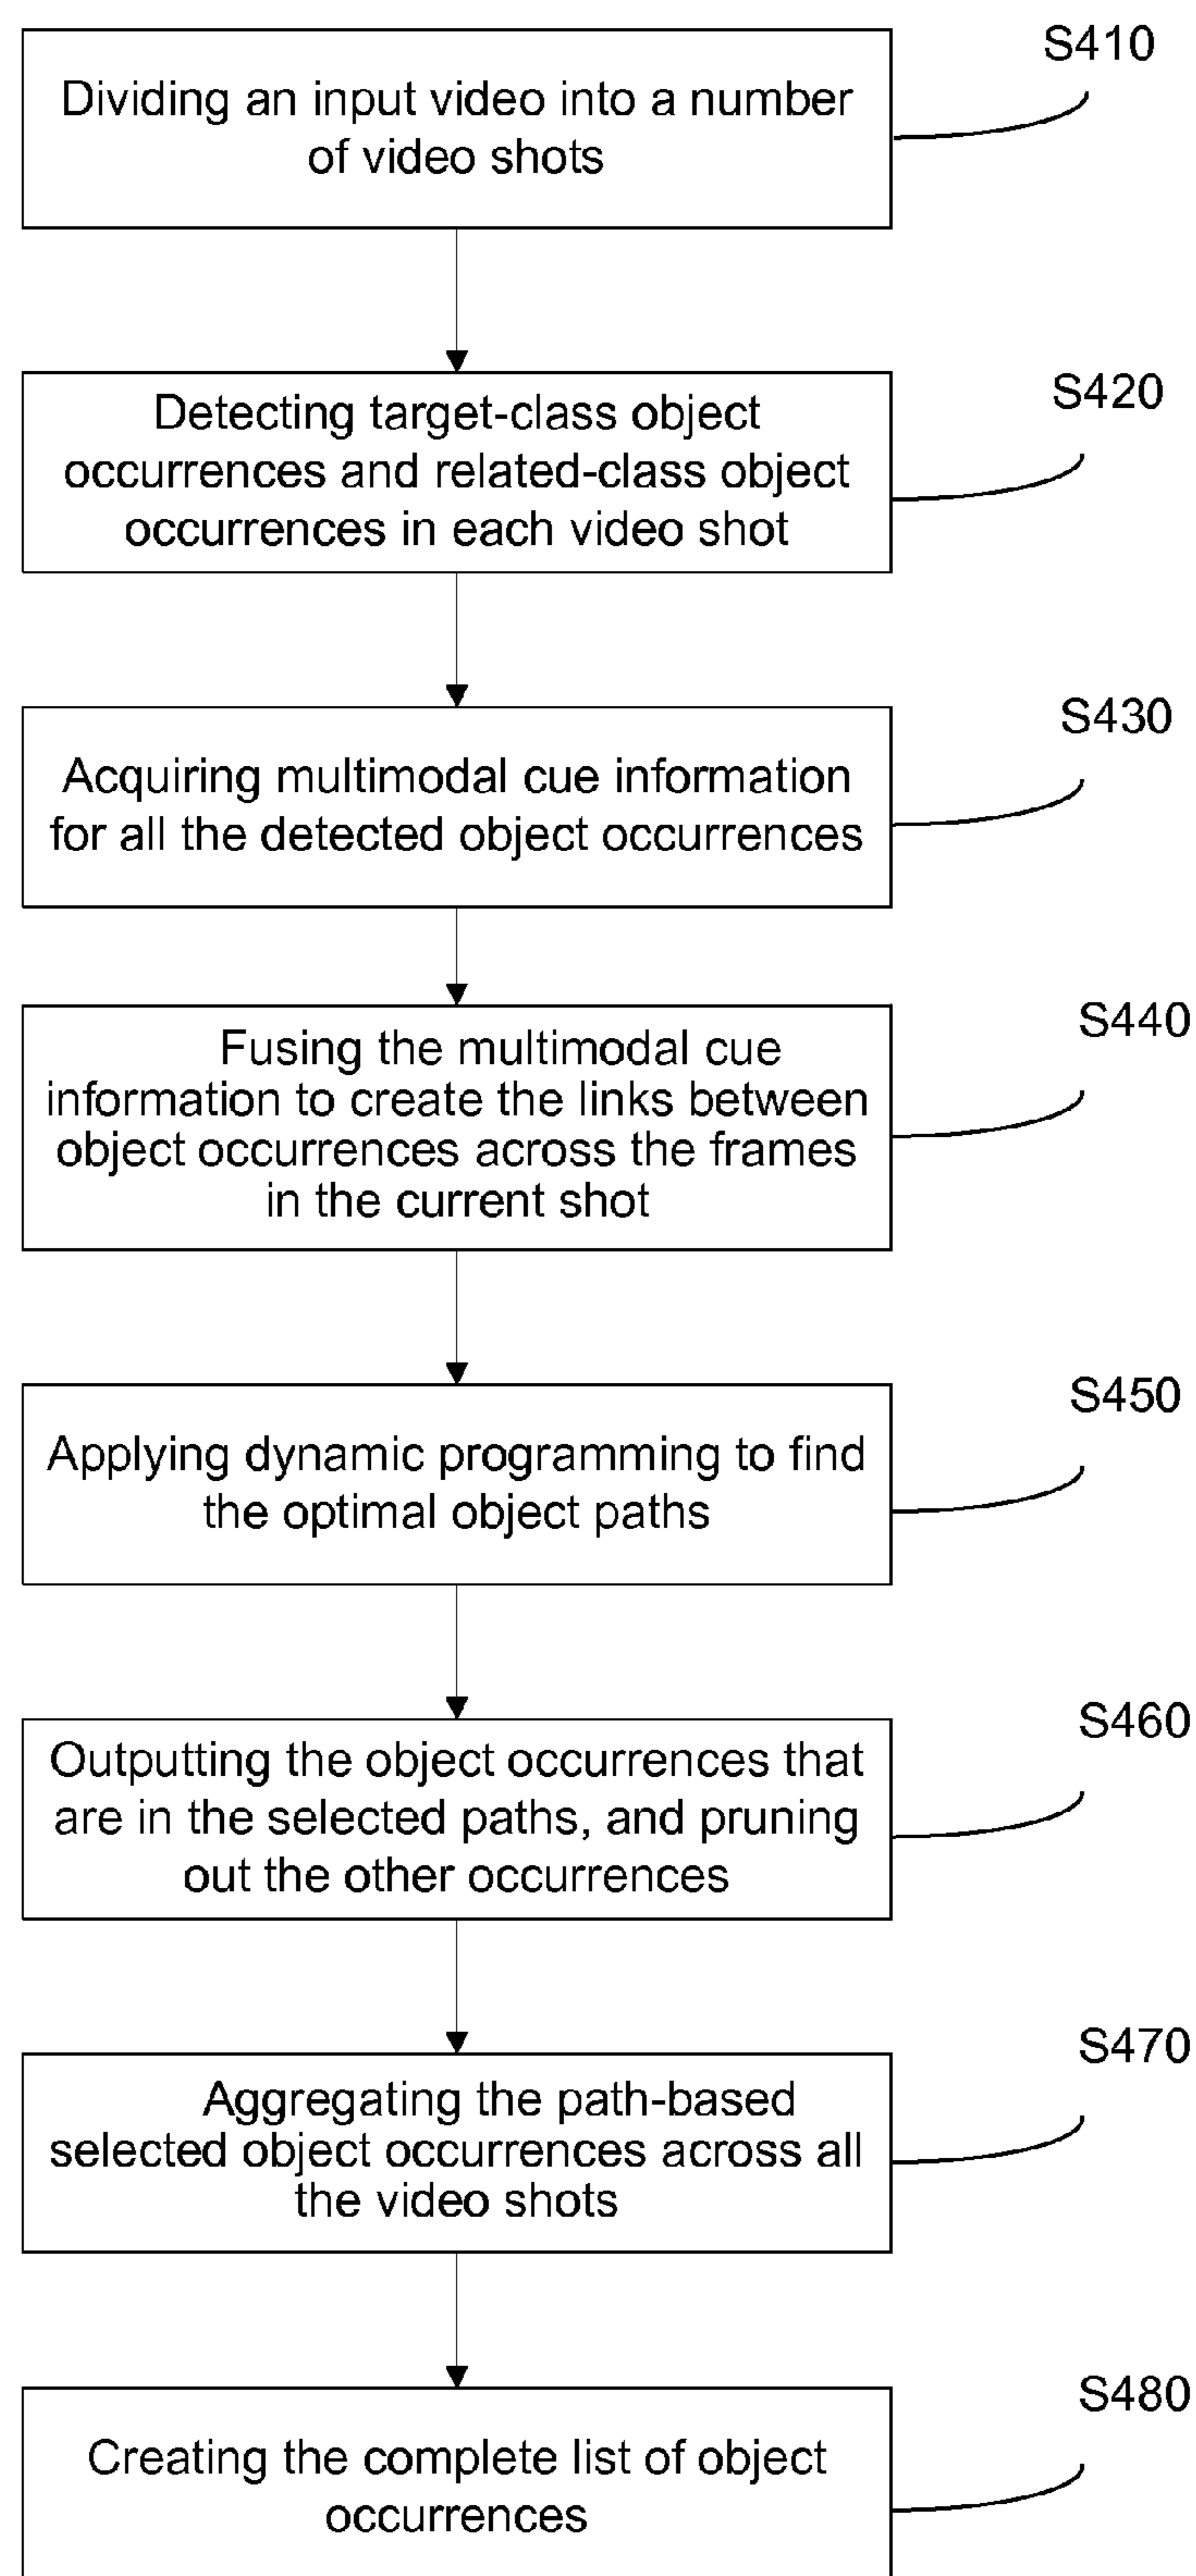 S410
Dividing an input video into a number
of video shots
S420
Detecting target-class object
occurrences and related-class object
occurrences in each video shot
S430
Acquiring multimodal cue information
for all the detected object occurrences
S440
Fusing the multimodal cue
information to create the links between
object occurrences across the frames
in the current shot
S450
Applying dynamic programming to find
the optimal object paths
S460
Outputting the object occurrences that
are in the selected paths, and pruning
out the other occurrences
S470
Aggregating the path-based
selected object occurrences across all
the video shots
S480
Creating the complete list of object
occurrences